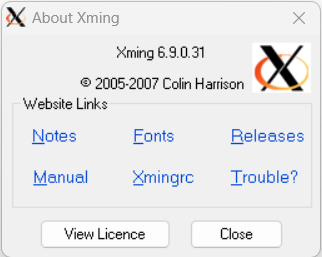 About Xming
Xming 6.9.0.31
© 2005-2007 Colin Harrison
Website Links
Notes Fonts Releases
Manual Xmingrc Trouble?
View Licence Close